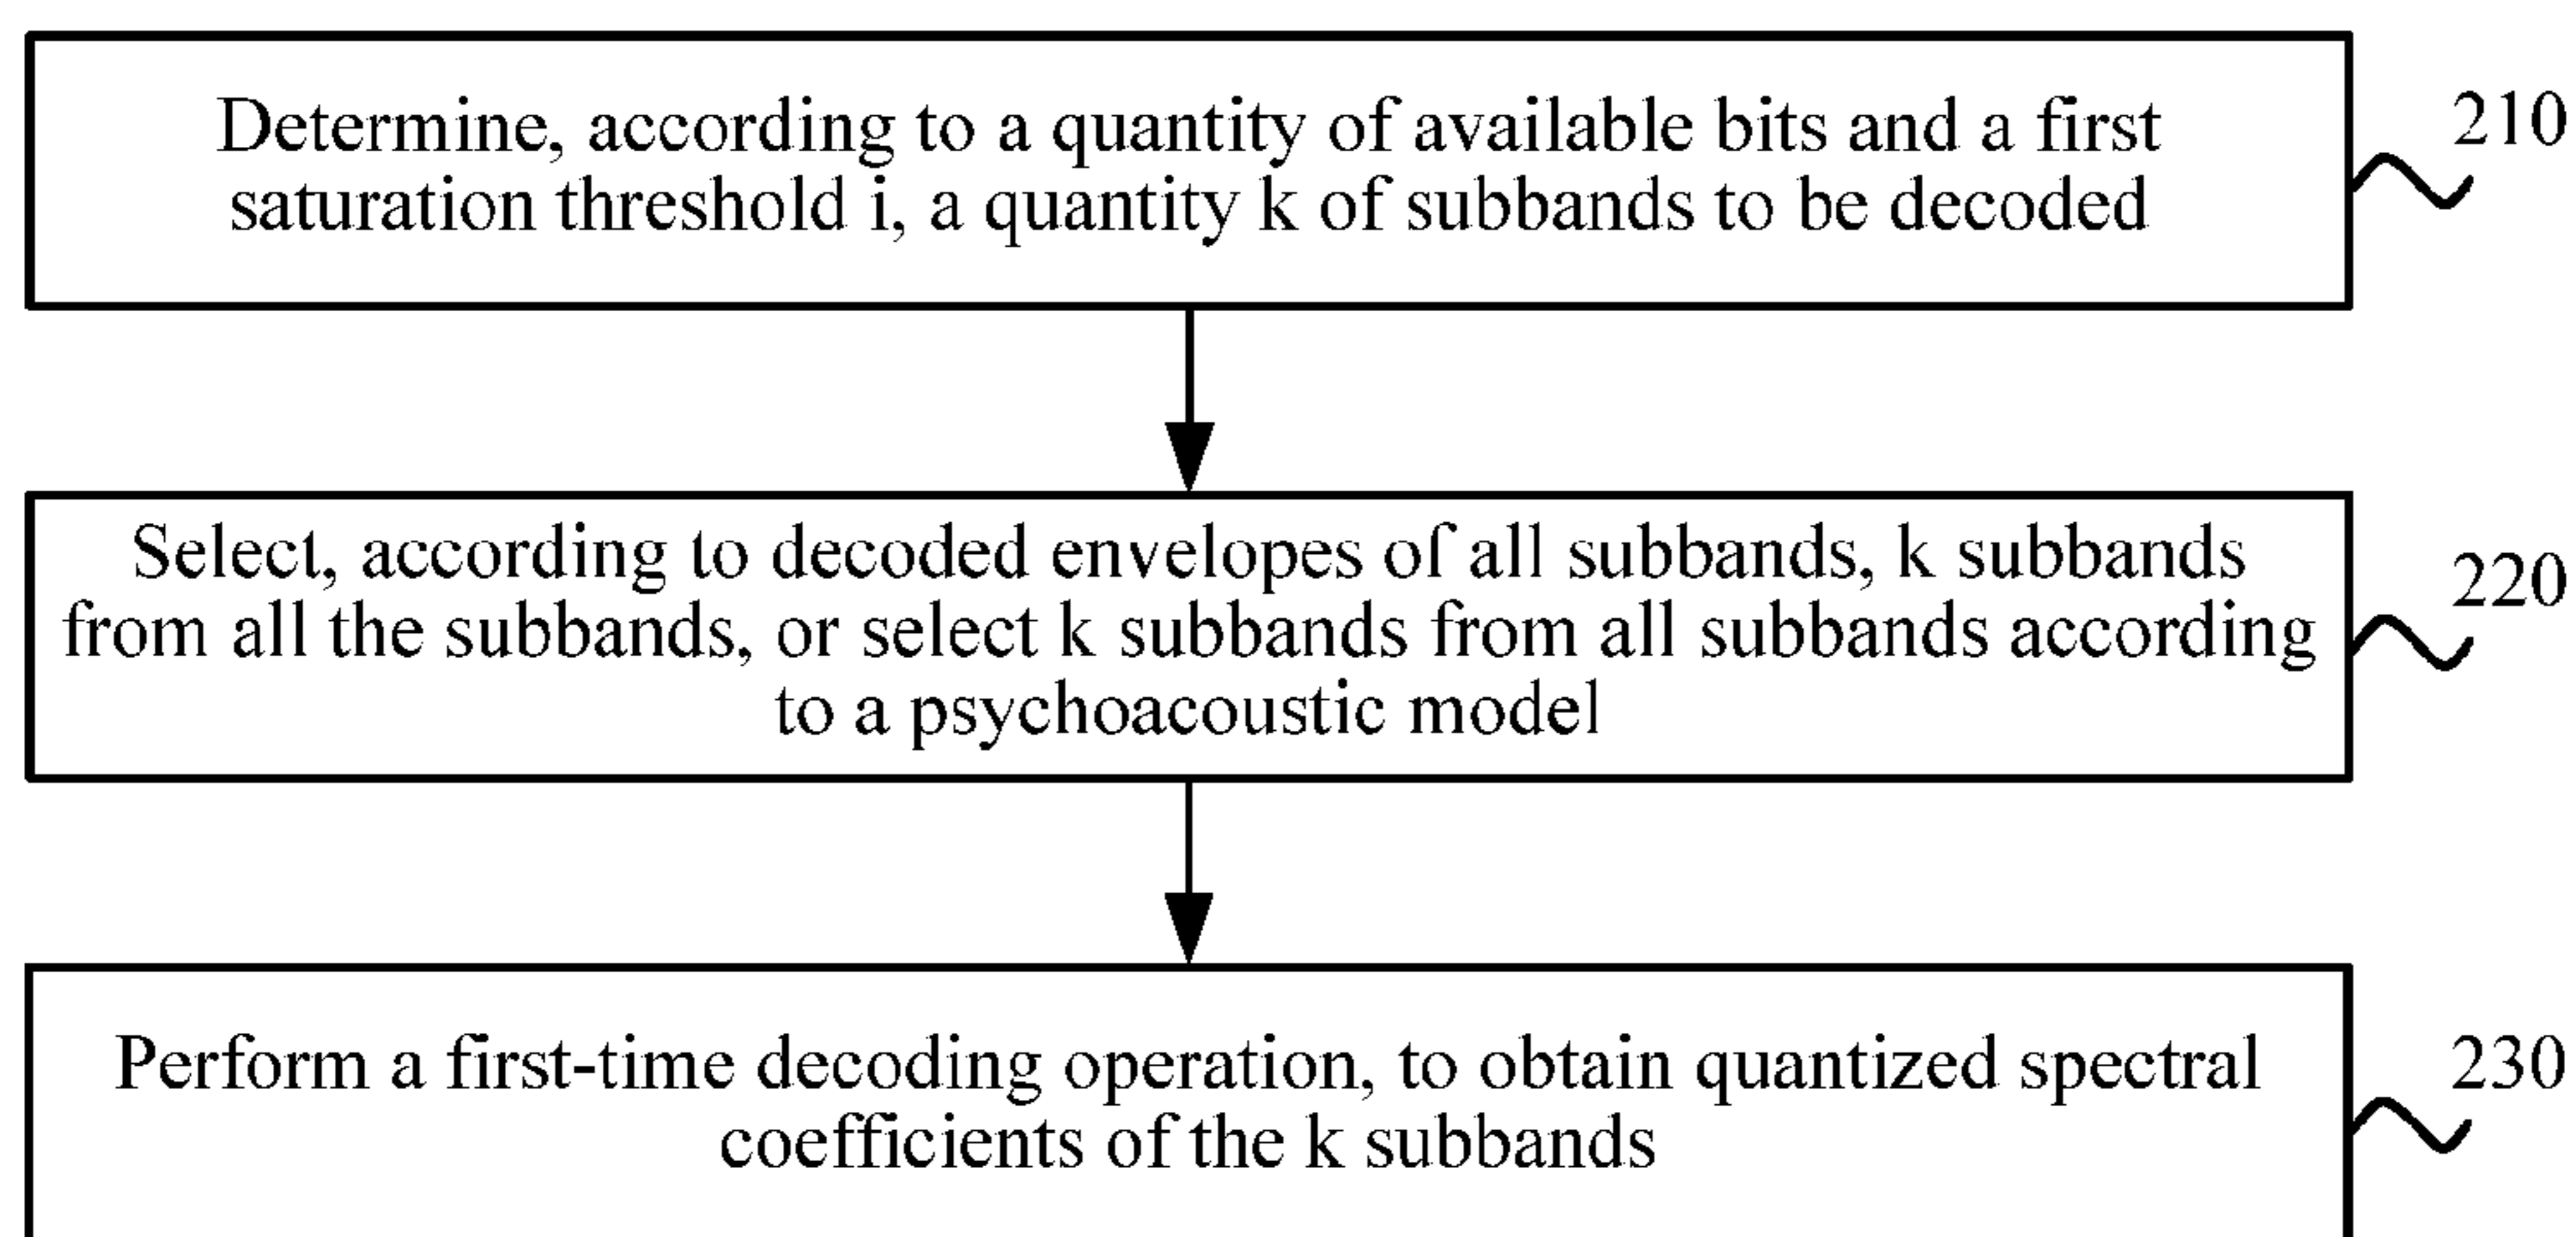 Determine, according to a quantity of available bits and a first
saturation threshold i, a quantity k of subbands to be decoded
210
Select, according to decoded envelopes of all subbands, k subbands
from all the subbands, or select k subbands from all subbands according
to a psychoacoustic model
220
Perform a first-time decoding operation, to obtain quantized spectral
coefficients of the k subbands
230